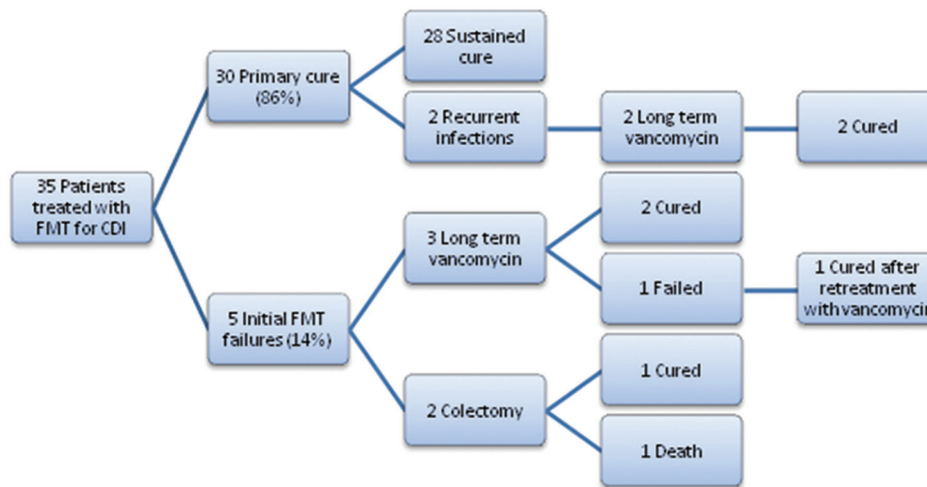 35 Patients
treated with
FMT for CDI
30 Primary cure
(86%)
28 Sustained
cure
2 Recurrent
infections
2 Long term
vancomycin
2 Cured
5 Initial FMT
failures (14%)
3 Long term
vancomycin
2 Cured
1 Failed
1 Cured after
retreatment
with vancomycin
2 Colectomy
1 Cured
1 Death